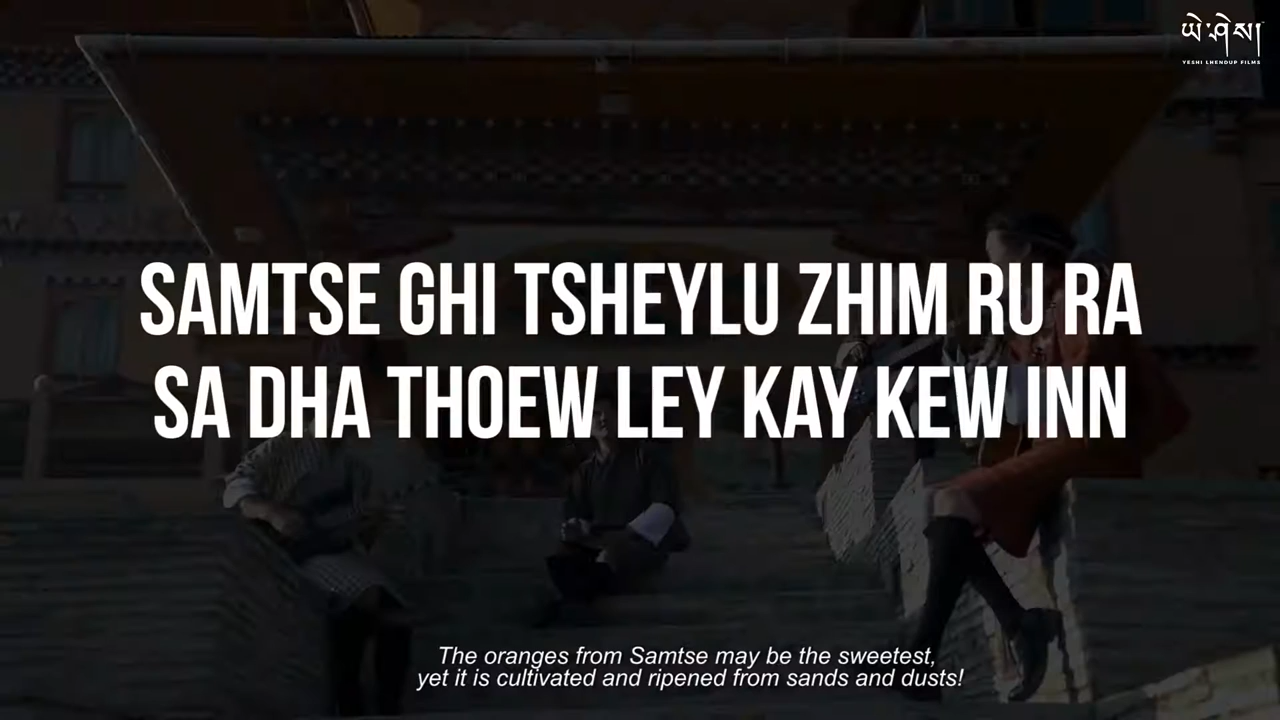 ཡེ་ཤེས།
YESHI LHENDUP FILMS
SAMTSE GHI TSHEYLU ZHIM RU RA
SA DHA THOEW LEY KAY KEW INN
The oranges from Samtse may be the sweetest,
yet it is cultivated and ripened from sands and dusts!